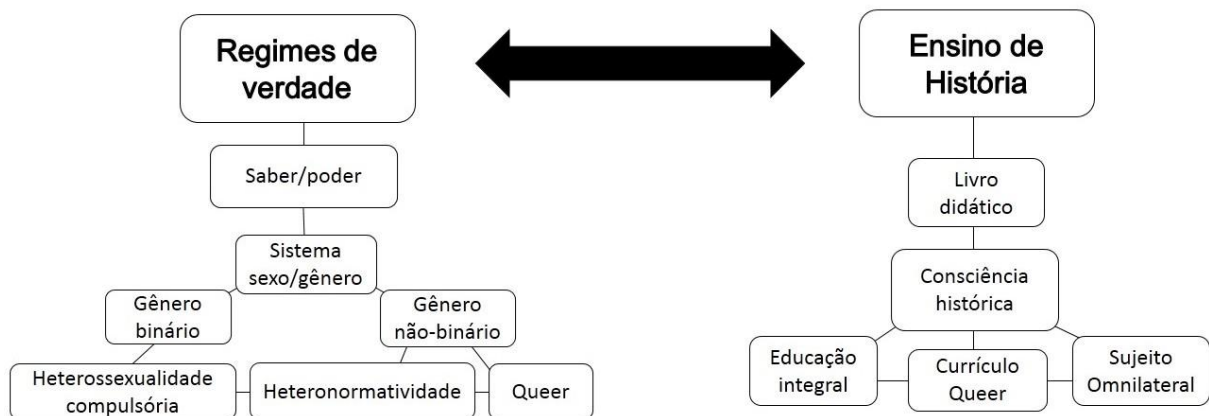 Regimes de
verdade
Saber/poder
Sistema
sexo/gênero
Gênero
binário
Gênero
não-binário
Heterossexualidade
compulsória
Heteronormatividade
Queer
Ensino de
História
Livro
didático
Consciência
histórica
Educação
integral
Currículo
Queer
Sujeito
Omnilateral